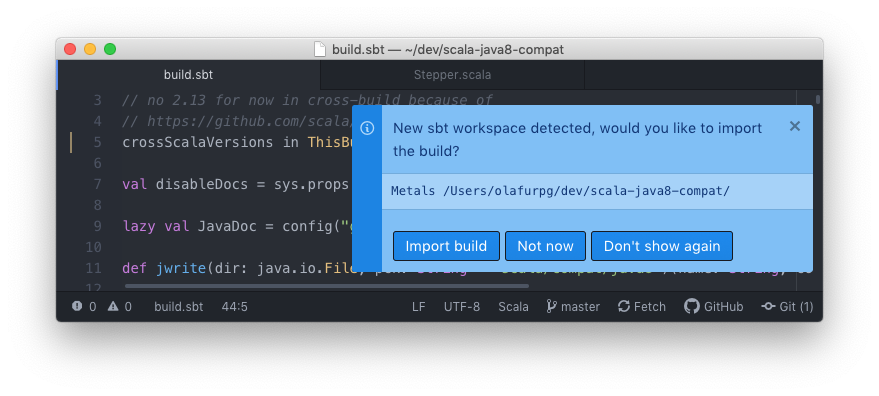 build.sbt — ~/dev/scala-java8-compat
build.sbt
Stepper.scala
3 // no 2.13 for now in cross-build because of
4 // https://github.com/scala/
5 crossScalaVersions in ThisBu
6
7 val disableDocs = sys.props
8
9 lazy val JavaDoc = config("g
10
11 def jwrite(dir: java.io.File,
12
New sbt workspace detected, would you like to import
the build?
Metals /Users/olafurpg/dev/scala-java8-compat/
Import build Not now Don't show again
0 0 build.sbt 44:5 LF UTF-8 Scala master Fetch GitHub Git (1)